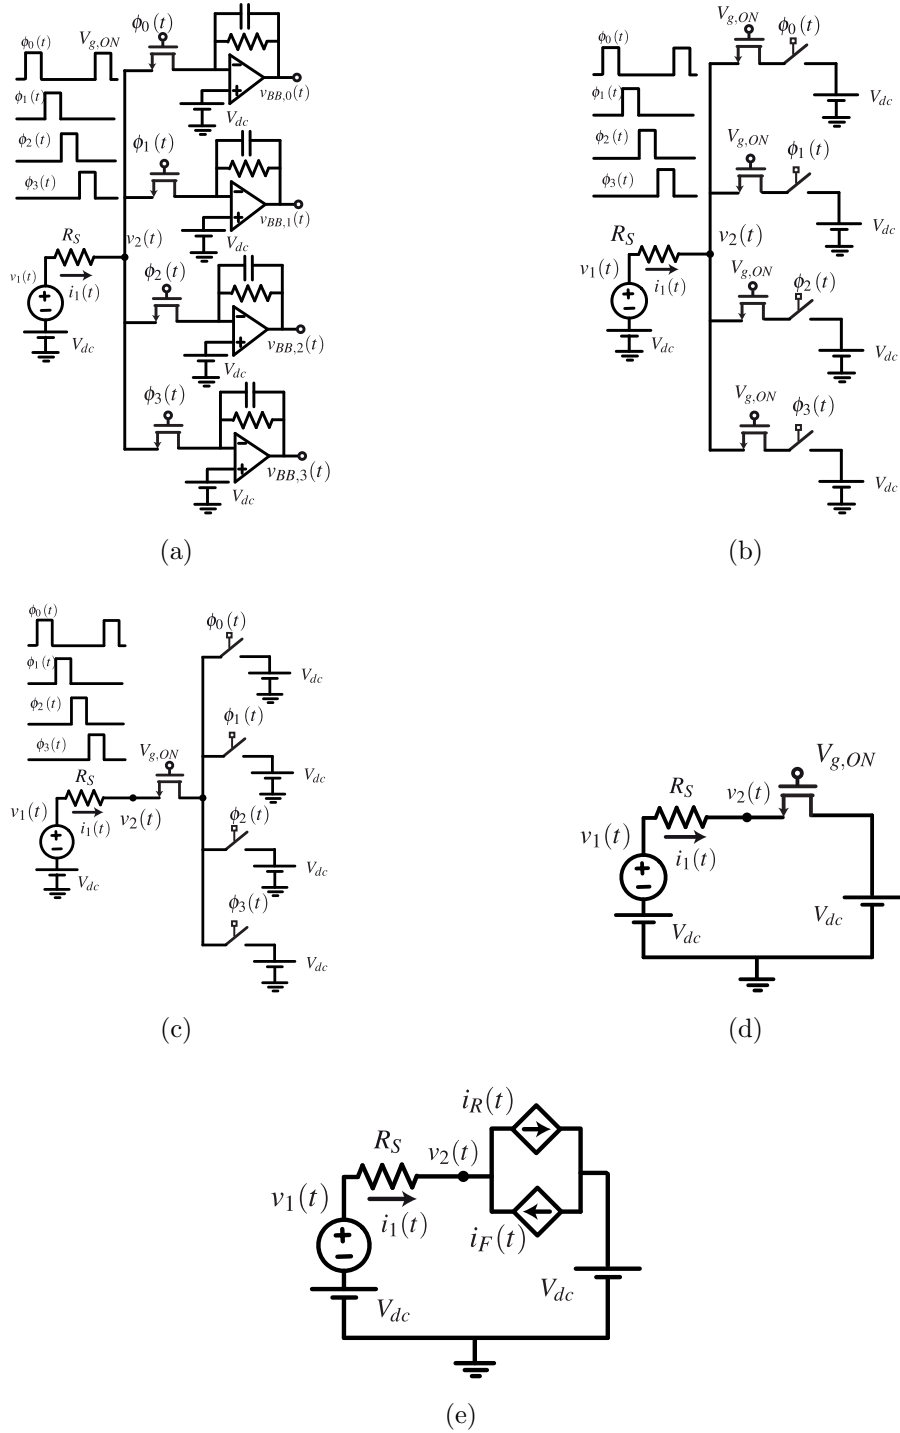 ϕ0(t) Vg,ON ϕ0(t)
ϕ1(t)
ϕ2(t)
ϕ3(t)
vBB,0(t)
Vdc
ϕ1(t)
vBB,1(t)
Vdc
RS v2(t)
v1(t) i1(t)
Vdc
ϕ2(t)
vBB,2(t)
Vdc
ϕ3(t)
vBB,3(t)
Vdc
(a)
Vg,ON ϕ0(t)
ϕ0(t)
ϕ1(t)
ϕ2(t)
ϕ3(t)
Vdc
Vg,ON ϕ1(t)
Vdc
RS v2(t)
v1(t) i1(t)
Vdc
Vg,ON ϕ2(t)
Vdc
Vg,ON ϕ3(t)
Vdc
(b)
ϕ0(t)
ϕ1(t)
ϕ2(t)
ϕ3(t)
ϕ0(t)
Vdc
ϕ1(t)
Vdc
Vg,ON
RS
v1(t) i1(t) v2(t)
Vdc
ϕ2(t)
Vdc
ϕ3(t)
Vdc
(c)
Vg,ON
RS v2(t)
v1(t) i1(t)
Vdc Vdc
(d)
iR(t)
RS v2(t)
v1(t) i1(t) iF(t)
Vdc Vdc
(e)